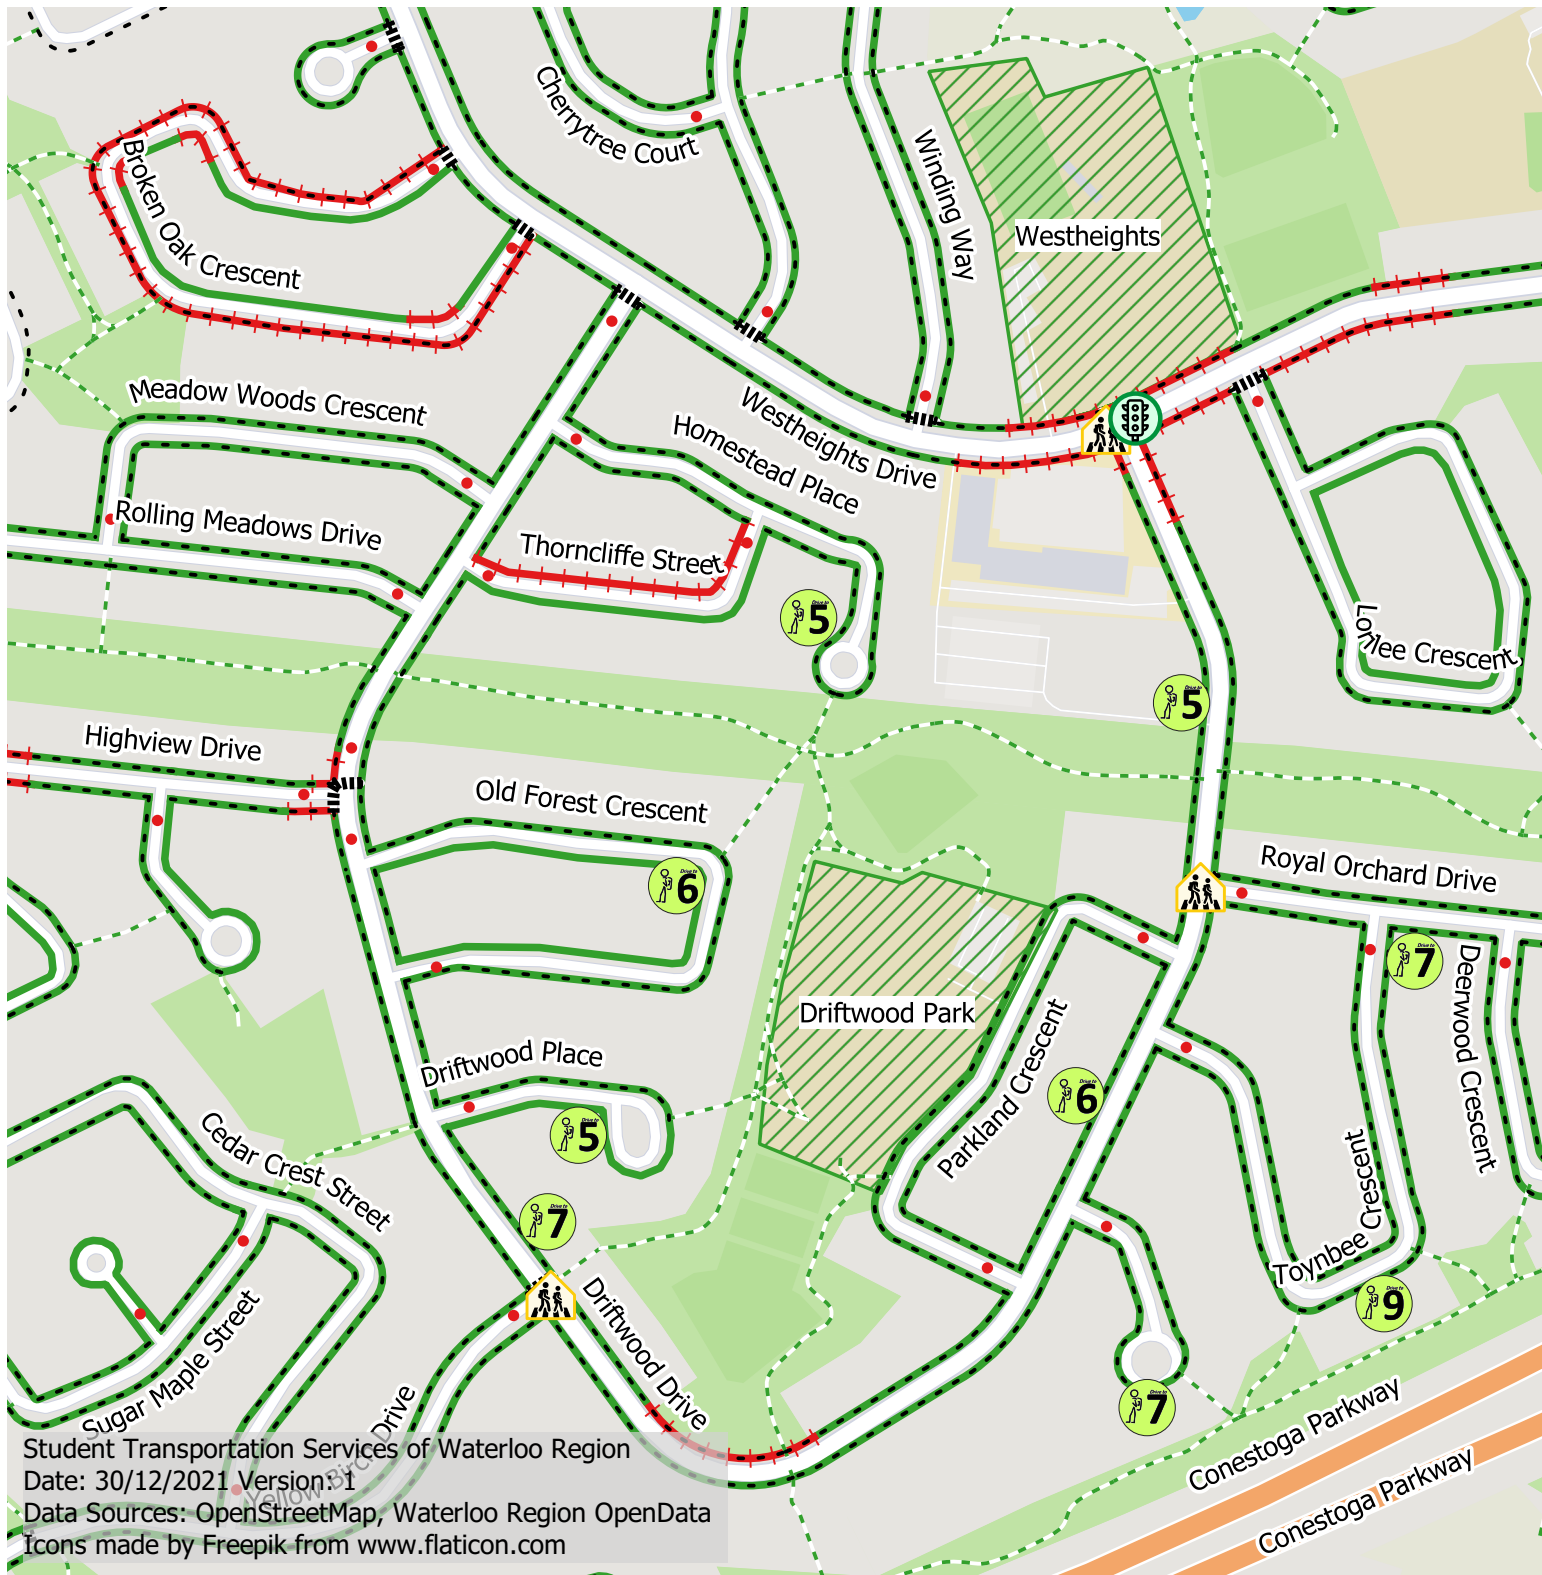 Cherrytree Court
Winding Way
Broken Oak Crescent
Westheights
Meadow Woods Crescent
Westheights Drive
Homestead Place
Rolling Meadows Drive
Thorncliffe Street
5
Lorlee Crescent
5
Highview Drive
Old Forest Crescent
6
Royal Orchard Drive
7
Deerwood Crescent
Driftwood Park
Parkland Crescent
6
Driftwood Place
5
Cedar Crest Street
7
Toynbee Crescent
9
Driftwood Drive
Sugar Maple Street
7
Yellow Birch Drive
Conestoga Parkway
Conestoga Parkway
Student Transportation Services of Waterloo Region
Date: 30/12/2021 Version: 1
Data Sources: OpenStreetMap, Waterloo Region OpenData
Icons made by Freepik from www.flaticon.com